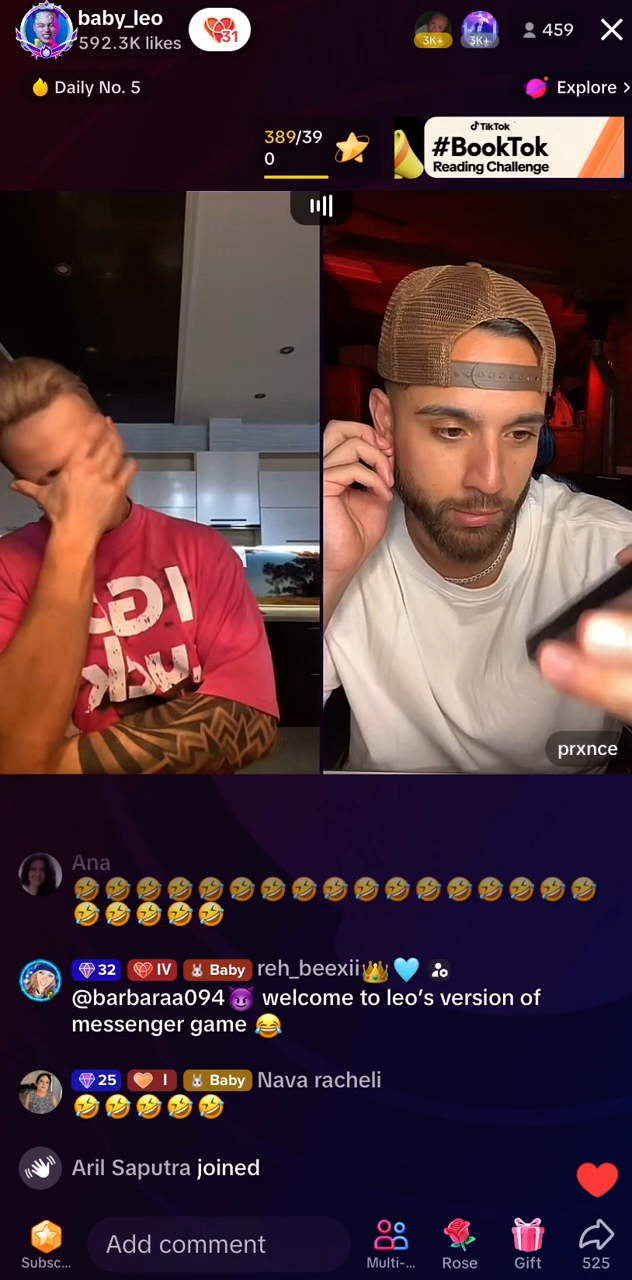 baby_leo
592.3K likes
31
3K+
3K+
459
Daily No. 5
Explore
389/39
0
TikTok
#BookTok
Reading Challenge
prxnce
Ana
🤣🤣🤣🤣🤣🤣🤣🤣🤣🤣🤣🤣🤣🤣🤣🤣🤣
🤣🤣🤣🤣🤣
32 IV Baby reh_beexii👑🩵
@barbaraa094😈 welcome to leo’s version of
messenger game 😂
25 I Baby Nava racheli
🤣🤣🤣🤣🤣
Aril Saputra joined
Subsc...
Add comment
Multi-...
Rose
Gift
525